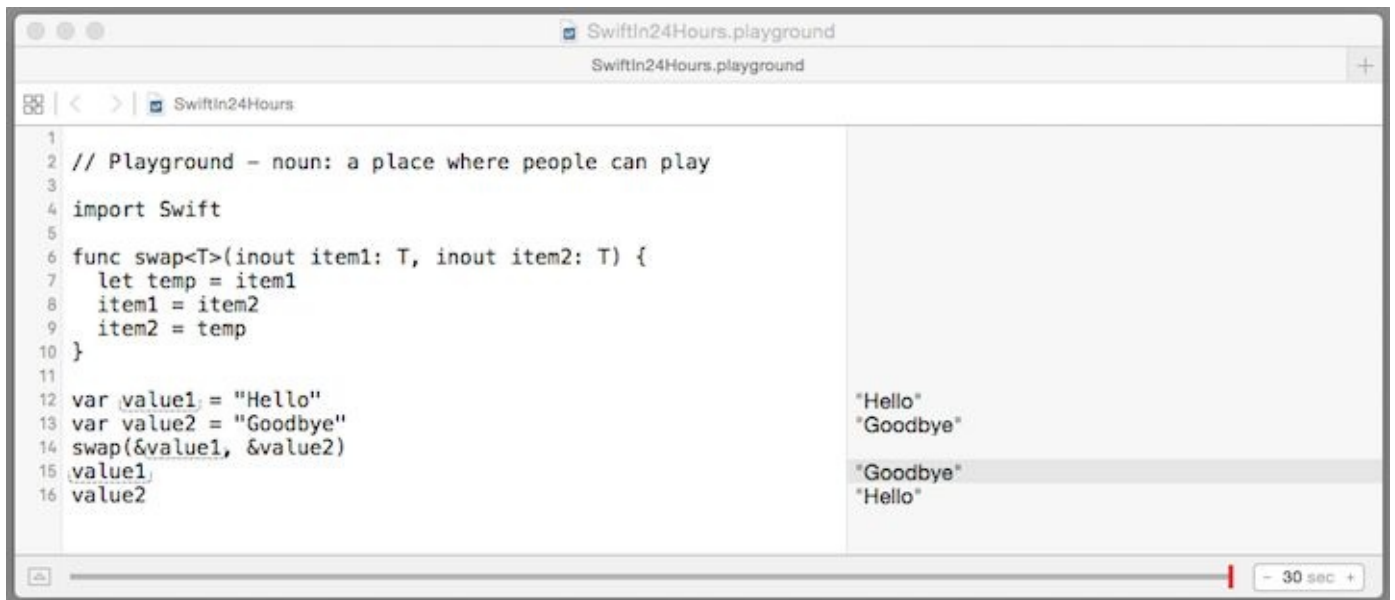 SwiftIn24Hours.playground
SwiftIn24Hours.playground +
< > SwiftIn24Hours
1
2 // Playground – noun: a place where people can play
3
4 import Swift
5
6 func swap<T>(inout item1: T, inout item2: T) {
7   let temp = item1
8   item1 = item2
9   item2 = temp
10 }
11
12 var value1 = "Hello" "Hello"
13 var value2 = "Goodbye" "Goodbye"
14 swap(&value1, &value2)
15 value1 "Goodbye"
16 value2 "Hello"
- 30 sec +